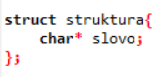 struct struktura{
    char* slovo;
};